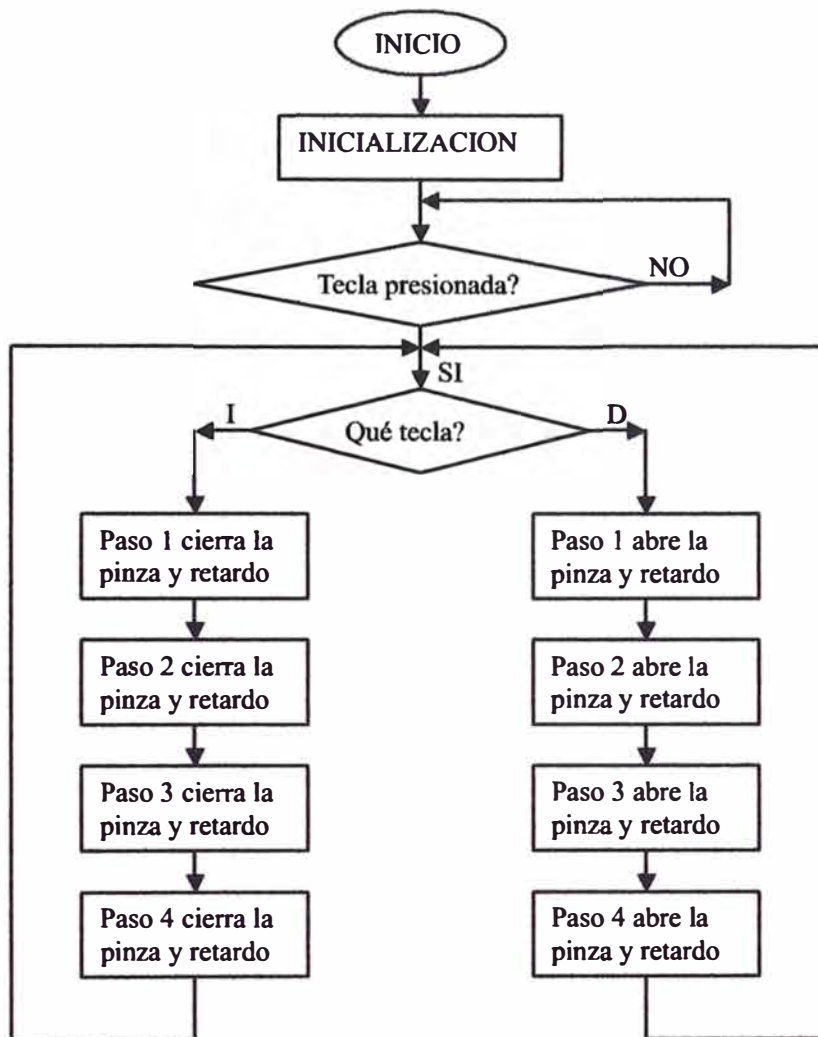 INICIO
INICIALIZACION
Tecla presionada?
NO
SI
I
Qué tecla?
D
Paso 1 cierra la
pinza y retardo
Paso 2 cierra la
pinza y retardo
Paso 3 cierra la
pinza y retardo
Paso 4 cierra la
pinza y retardo
Paso 1 abre la
pinza y retardo
Paso 2 abre la
pinza y retardo
Paso 3 abre la
pinza y retardo
Paso 4 abre la
pinza y retardo